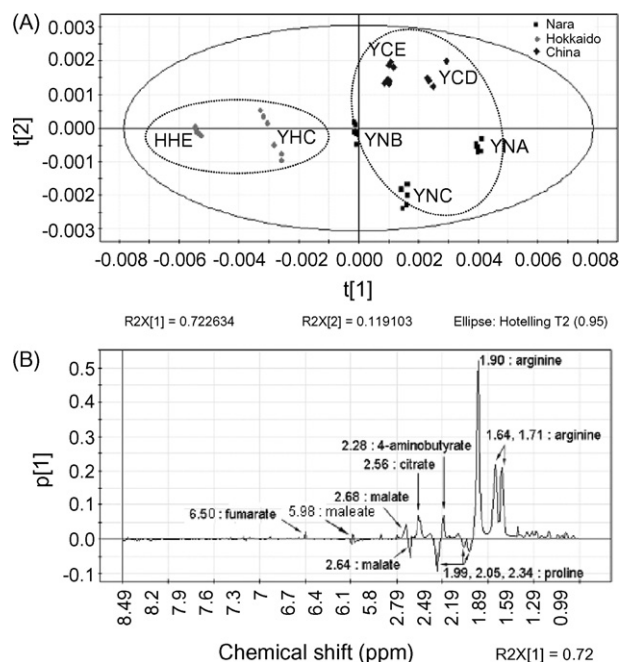 (A)
Nara
Hokkaido
China
0.003
0.002
0.001
0.000
-0.001
-0.002
-0.003
t[2]
YCE
YCD
HHE
YHC
YNB
YNA
YNC
-0.008 -0.006 -0.004 -0.002 0.000 0.002 0.004 0.006 0.008
t[1]
R2X[1] = 0.722634 R2X[2] = 0.119103 Ellipse: Hotelling T2 (0.95)
(B)
0.5
0.4
0.3
0.2
0.1
0.0
-0.1
p[1]
1.90 : arginine
1.64, 1.71 : arginine
2.28 : 4-aminobutyrate
2.56 : citrate
2.68 : malate
6.50 : fumarate
5.98 : maleate
2.64 : malate
1.99, 2.05, 2.34 : proline
8.49 8.2 7.9 7.6 7.3 7 6.7 6.4 6.1 5.8 2.79 2.49 2.19 1.89 1.59 1.29 0.99
Chemical shift (ppm)
R2X[1] = 0.72